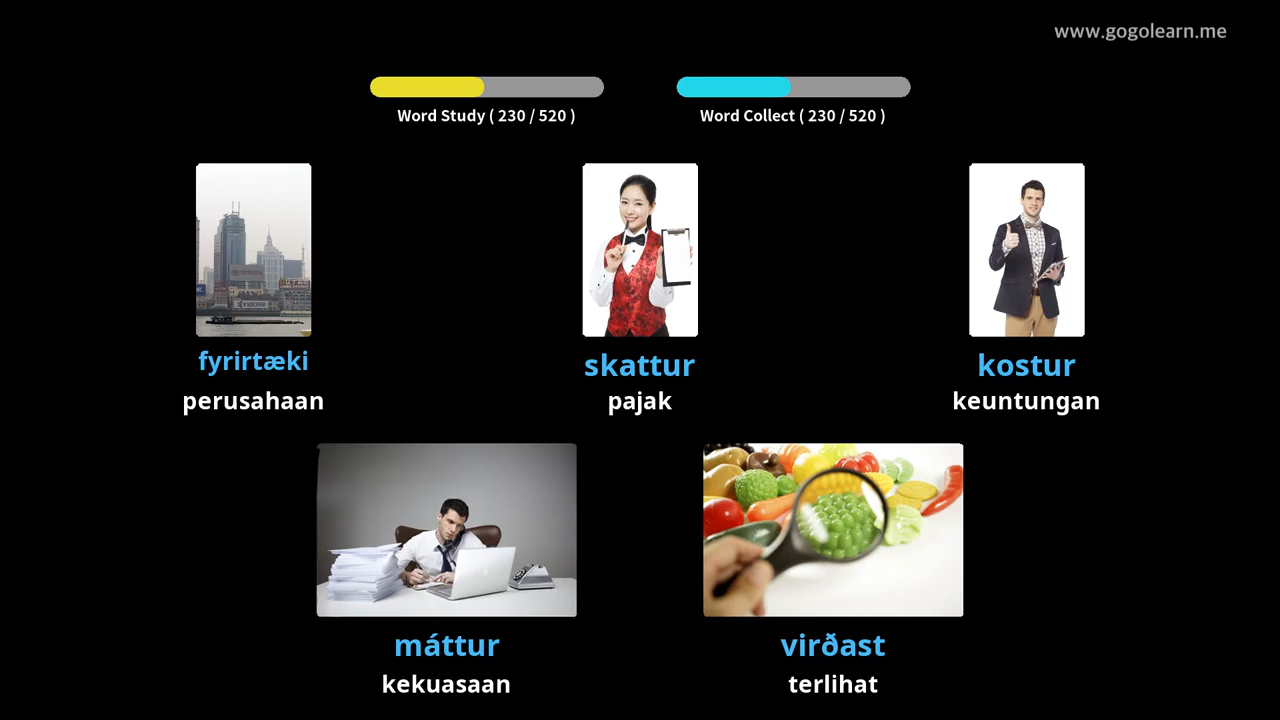 www.gogolearn.me
Word Study ( 230 / 520 )
Word Collect ( 230 / 520 )
TOYOTA
fyrirtæki
perusahaan
skattur
pajak
kostur
keuntungan
máttur
kekuasaan
virðast
terlihat